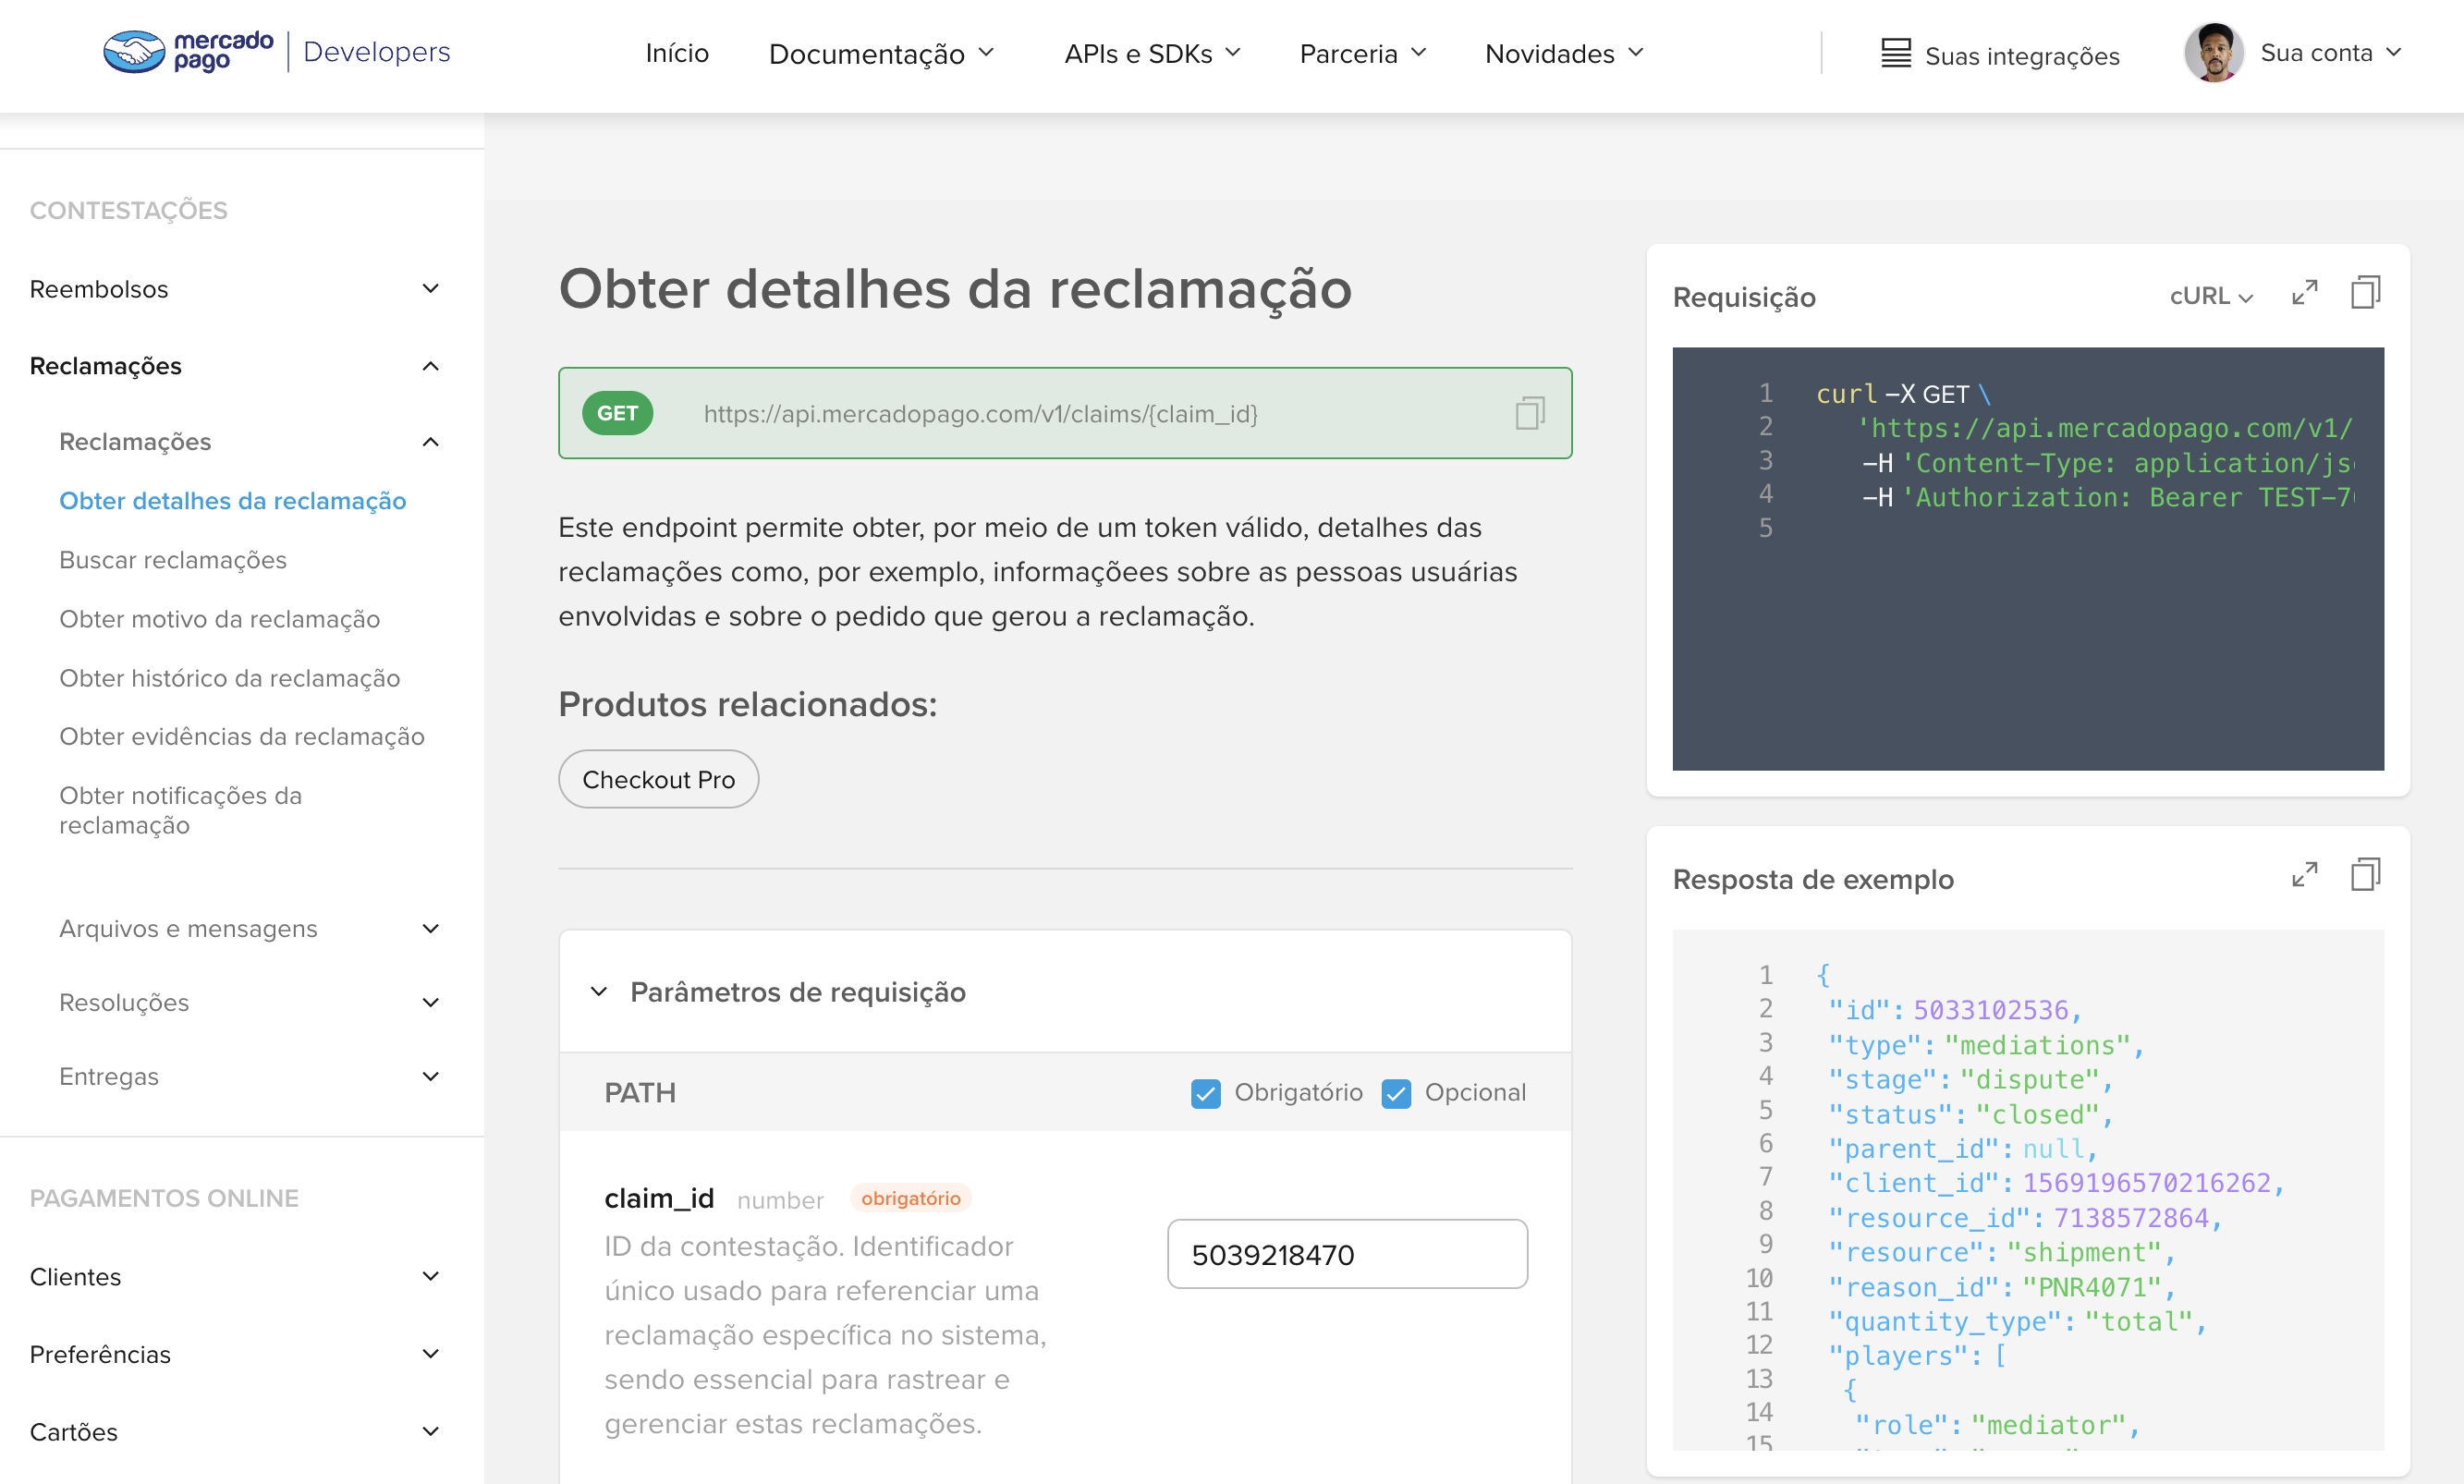 mercado pago | Developers
Início
Documentação
APIs e SDKs
Parceria
Novidades
Suas integrações
Sua conta
CONTESTAÇÕES
Reembolsos
Reclamações
Reclamações
Obter detalhes da reclamação
Buscar reclamações
Obter motivo da reclamação
Obter histórico da reclamação
Obter evidências da reclamação
Obter notificações da
reclamação
Arquivos e mensagens
Resoluções
Entregas
PAGAMENTOS ONLINE
Clientes
Preferências
Cartões
Obter detalhes da reclamação
GET https://api.mercadopago.com/v1/claims/{claim_id}
Este endpoint permite obter, por meio de um token válido, detalhes das
reclamações como, por exemplo, informaçõees sobre as pessoas usuárias
envolvidas e sobre o pedido que gerou a reclamação.
Produtos relacionados:
Checkout Pro
Parâmetros de requisição
PATH
Obrigatório
Opcional
claim_id number obrigatório
ID da contestação. Identificador
único usado para referenciar uma
reclamação específica no sistema,
sendo essencial para rastrear e
gerenciar estas reclamações.
5039218470
Requisição
cURL
1 curl -X GET \
2 'https://api.mercadopago.com/v1/
3 -H 'Content-Type: application/js
4 -H 'Authorization: Bearer TEST-7
5
Resposta de exemplo
1 {
2 "id": 5033102536,
3 "type": "mediations",
4 "stage": "dispute",
5 "status": "closed",
6 "parent_id": null,
7 "client_id": 1569196570216262,
8 "resource_id": 7138572864,
9 "resource": "shipment",
10 "reason_id": "PNR4071",
11 "quantity_type": "total",
12 "players": [
13 {
14 "role": "mediator",
15